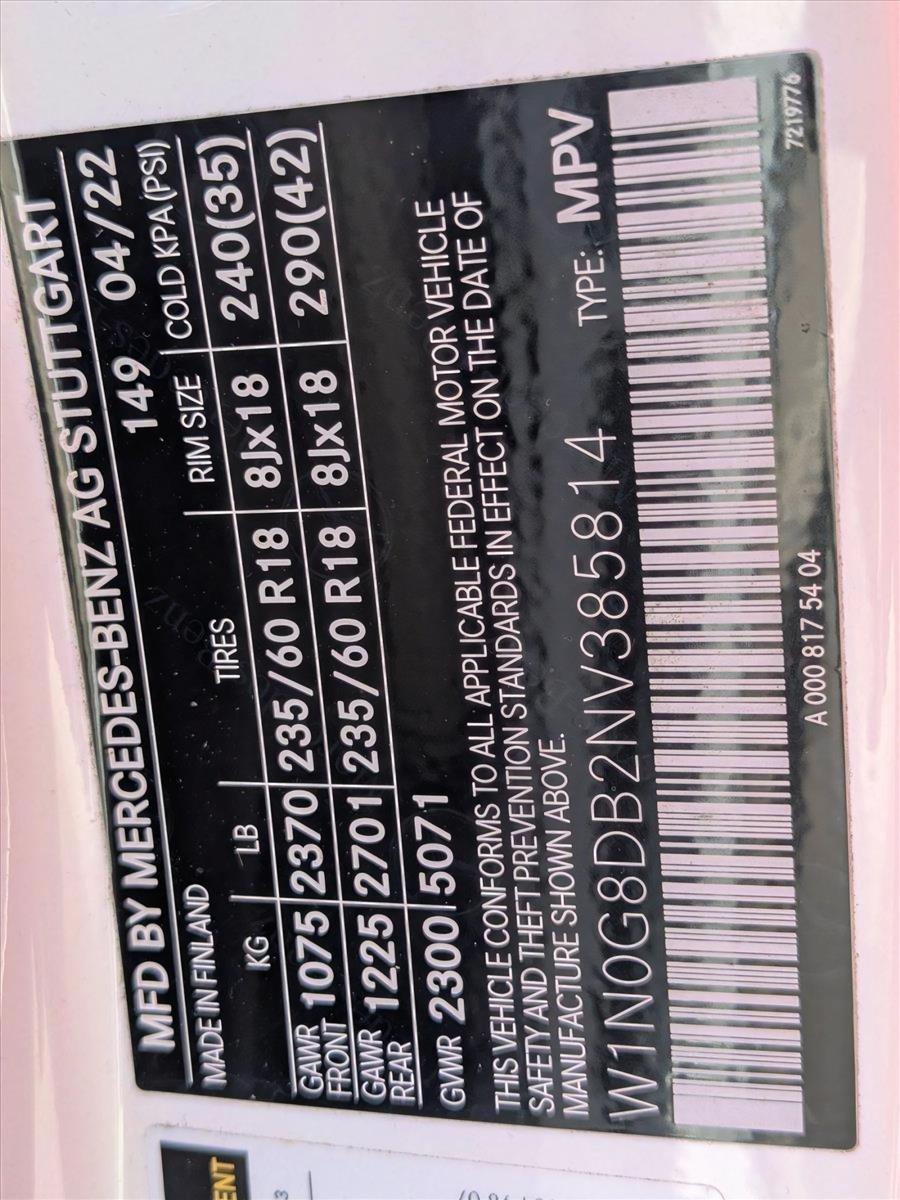 MFD BY MERCEDES-BENZ AG STUTTGART
MADE IN FINLAND 149 04/22
KG LB TIRES RIM SIZE COLD KPA(PSI)
GAWR FRONT 1075 2370 235/60 R18 8Jx18 240(35)
GAWR REAR 1225 2701 235/60 R18 8Jx18 290(42)
GVWR 2300 5071
THIS VEHICLE CONFORMS TO ALL APPLICABLE FEDERAL MOTOR VEHICLE
SAFETY AND THEFT PREVENTION STANDARDS IN EFFECT ON THE DATE OF
MANUFACTURE SHOWN ABOVE.
TYPE: MPV
W1N0G8DB2NV385814
A 000 817 54 04
7219776
ENT